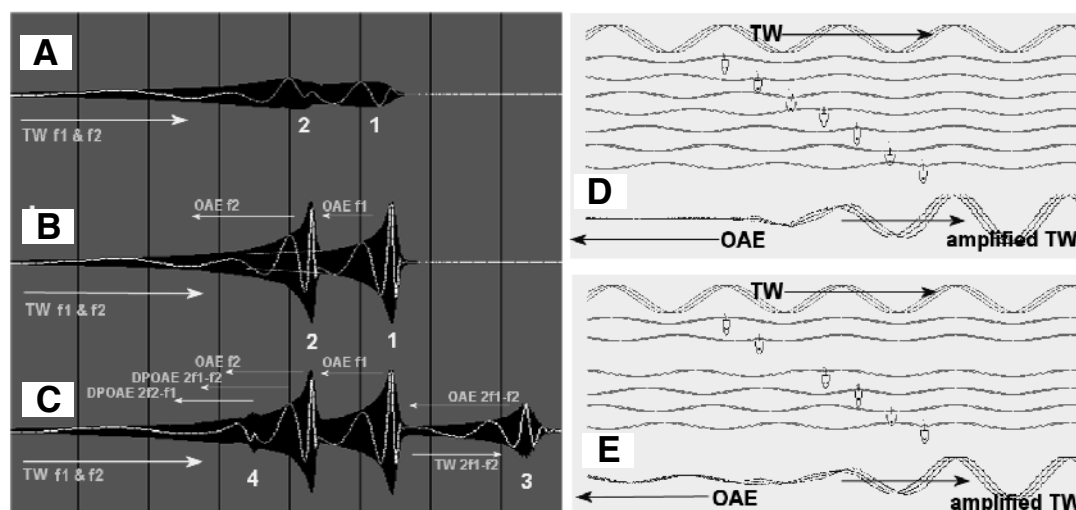 A
TW f1 & f2
2
1
B
OAE f2
OAE f1
TW f1 & f2
2
1
C
OAE f2
OAE f1
DPOAE 2f1-f2
DPOAE 2f2-f1
OAE 2f1-f2
TW f1 & f2
TW 2f1-f2
4
2
1
3
D
TW
OAE
amplified TW
E
TW
OAE
amplified TW